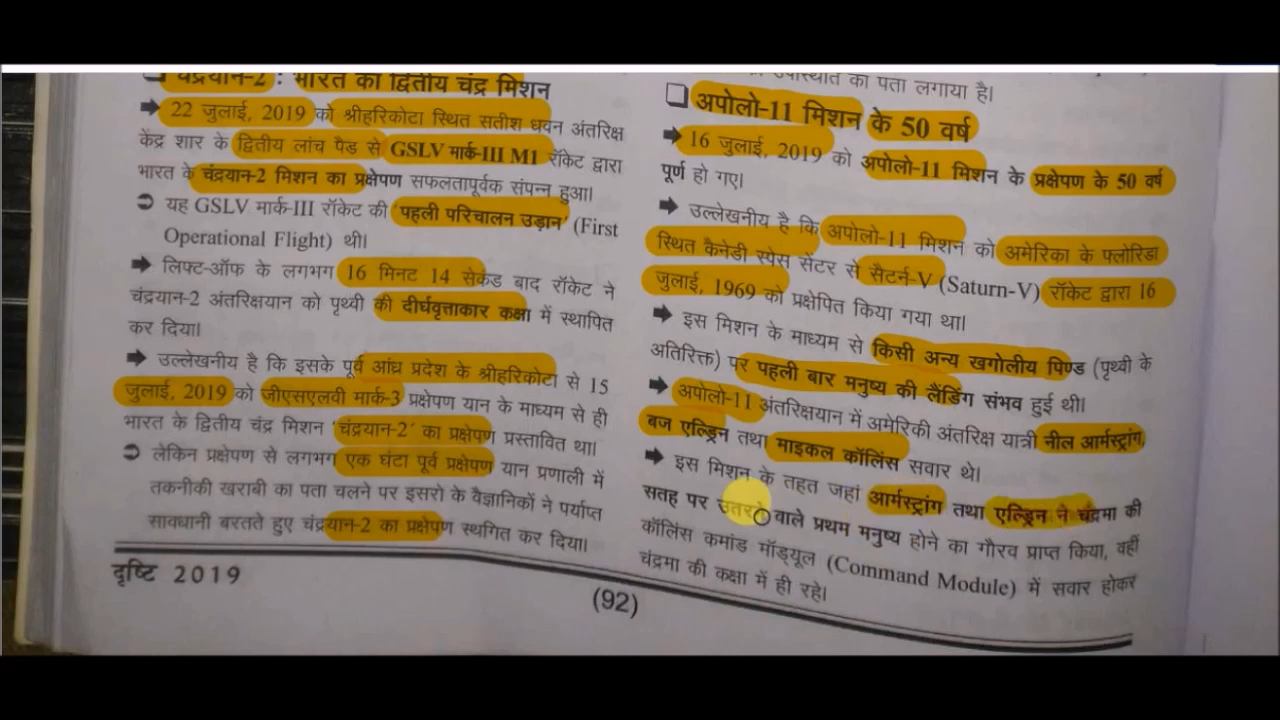 चंद्रयान-2 : भारत का द्वितीय चंद्र मिशन
➡ 22 जुलाई, 2019 को श्रीहरिकोटा स्थित सतीश धवन अंतरिक्ष
केंद्र शार के द्वितीय लांच पैड से GSLV मार्क-III M1 रॉकेट द्वारा
भारत के चंद्रयान-2 मिशन का प्रक्षेपण सफलतापूर्वक संपन्न हुआ।
➲ यह GSLV मार्क-III रॉकेट की 'पहली परिचालन उड़ान' (First
Operational Flight) थी।
➡ लिफ्ट-ऑफ के लगभग 16 मिनट 14 सेकंड बाद रॉकेट ने
चंद्रयान-2 अंतरिक्षयान को पृथ्वी की दीर्घवृत्ताकार कक्षा में स्थापित
कर दिया।
➡ उल्लेखनीय है कि इसके पूर्व आंध्र प्रदेश के श्रीहरिकोटा से 15
जुलाई, 2019 को जीएसएलवी मार्क-3 प्रक्षेपण यान के माध्यम से ही
भारत के द्वितीय चंद्र मिशन 'चंद्रयान-2' का प्रक्षेपण प्रस्तावित था।
➲ लेकिन प्रक्षेपण से लगभग एक घंटा पूर्व प्रक्षेपण यान प्रणाली में
तकनीकी खराबी का पता चलने पर इसरो के वैज्ञानिकों ने पर्याप्त
सावधानी बरतते हुए चंद्रयान-2 का प्रक्षेपण स्थगित कर दिया।
दृष्टि 2019
(92)
उपस्थिति का पता लगाया है।
❑ अपोलो-11 मिशन के 50 वर्ष
➡ 16 जुलाई, 2019 को अपोलो-11 मिशन के प्रक्षेपण के 50 वर्ष
पूर्ण हो गए।
➡ उल्लेखनीय है कि अपोलो-11 मिशन को अमेरिका के फ्लोरिडा
स्थित कैनेडी स्पेस सेंटर से सैटर्न-V (Saturn-V) रॉकेट द्वारा 16
जुलाई, 1969 को प्रक्षेपित किया गया था।
➡ इस मिशन के माध्यम से किसी अन्य खगोलीय पिण्ड (पृथ्वी के
अतिरिक्त) पर पहली बार मनुष्य की लैंडिंग संभव हुई थी।
➡ अपोलो-11 अंतरिक्षयान में अमेरिकी अंतरिक्ष यात्री नील आर्मस्ट्रांग,
बज एल्ड्रिन तथा माइकल कॉलिंस सवार थे।
➡ इस मिशन के तहत जहां आर्मस्ट्रांग तथा एल्ड्रिन ने चंद्रमा की
सतह पर उतरने वाले प्रथम मनुष्य होने का गौरव प्राप्त किया, वहीं
कॉलिंस कमांड मॉड्यूल (Command Module) में सवार होकर
चंद्रमा की कक्षा में ही रहे।